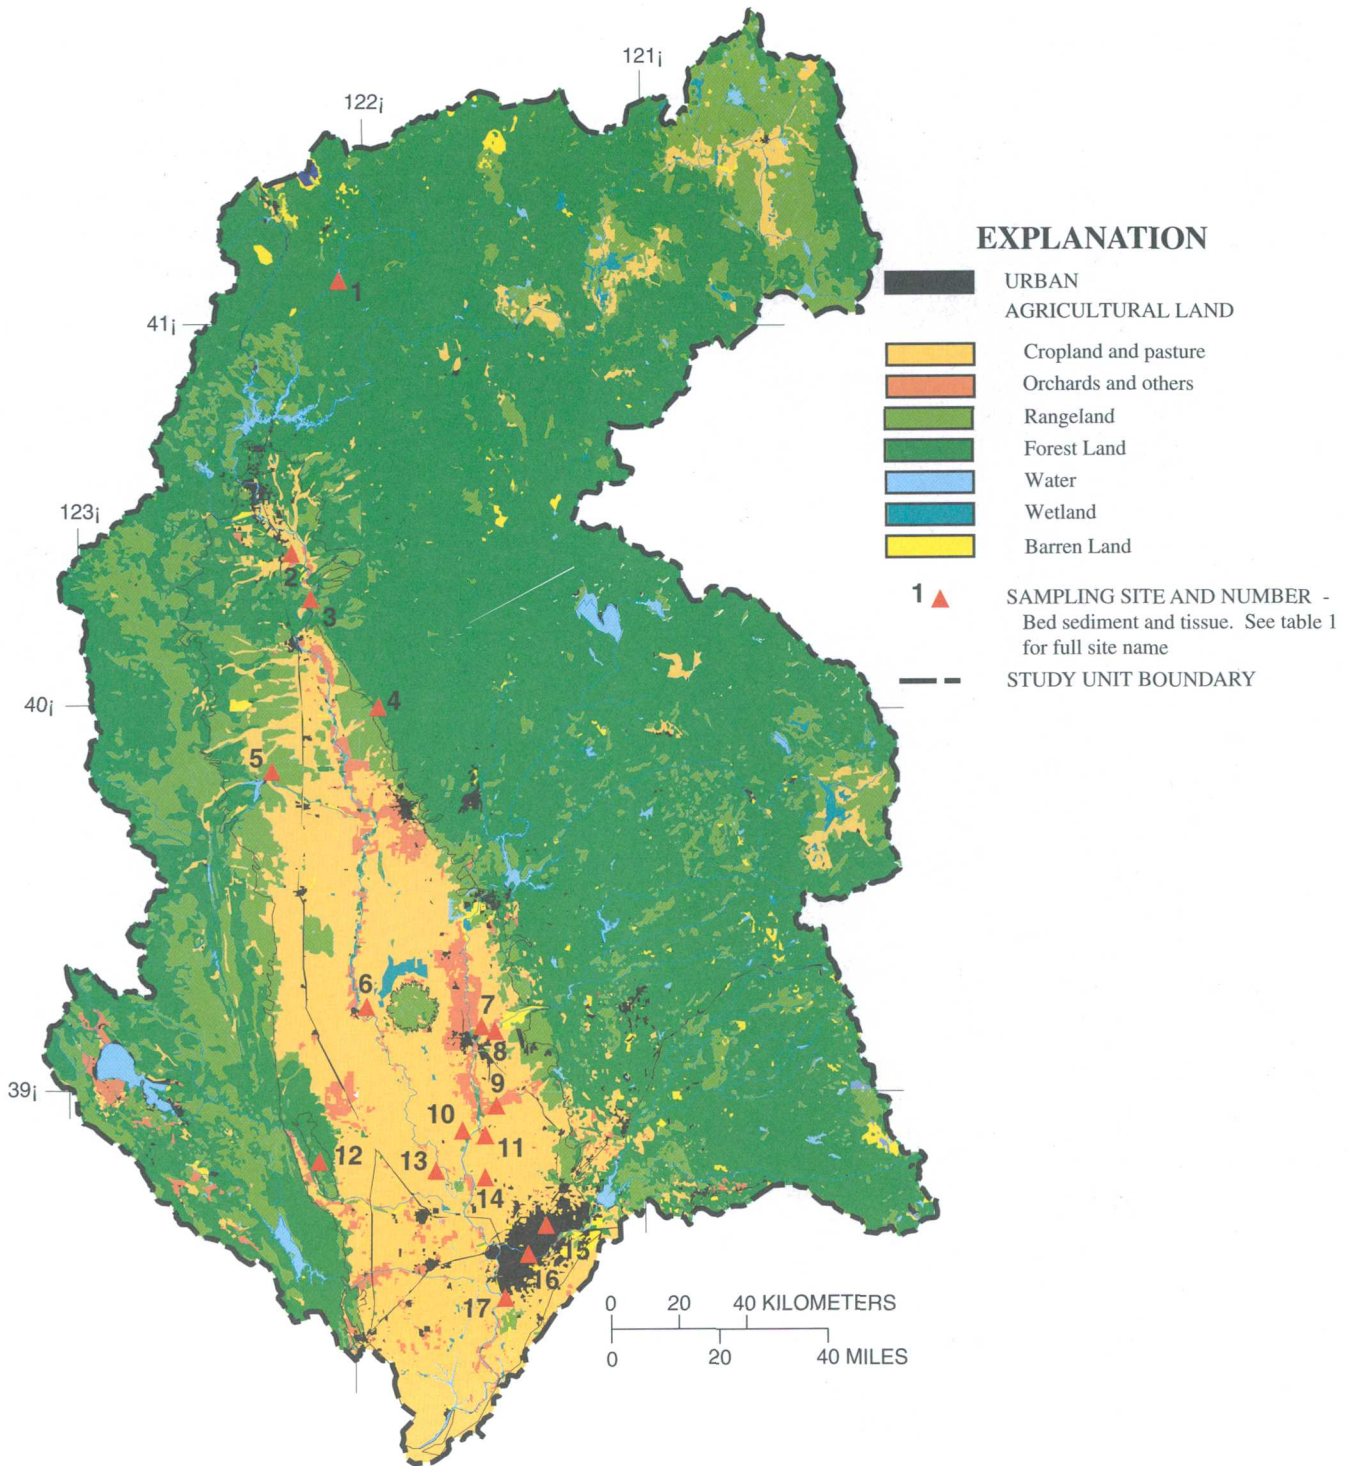 121¡
122¡
EXPLANATION
URBAN
AGRICULTURAL LAND
1
41¡
Cropland and pasture
Orchards and others
Rangeland
Forest Land
Water
123¡
Wetland
Barren Land
2
1
SAMPLING SITE AND NUMBER -
3
Bed sediment and tissue. See table 1
for full site name
STUDY UNIT BOUNDARY
40¡
4
5
6
7
8
39¡
9
10
11
12
13
14
15
16
17
0 20 40 KILOMETERS
0 20 40 MILES